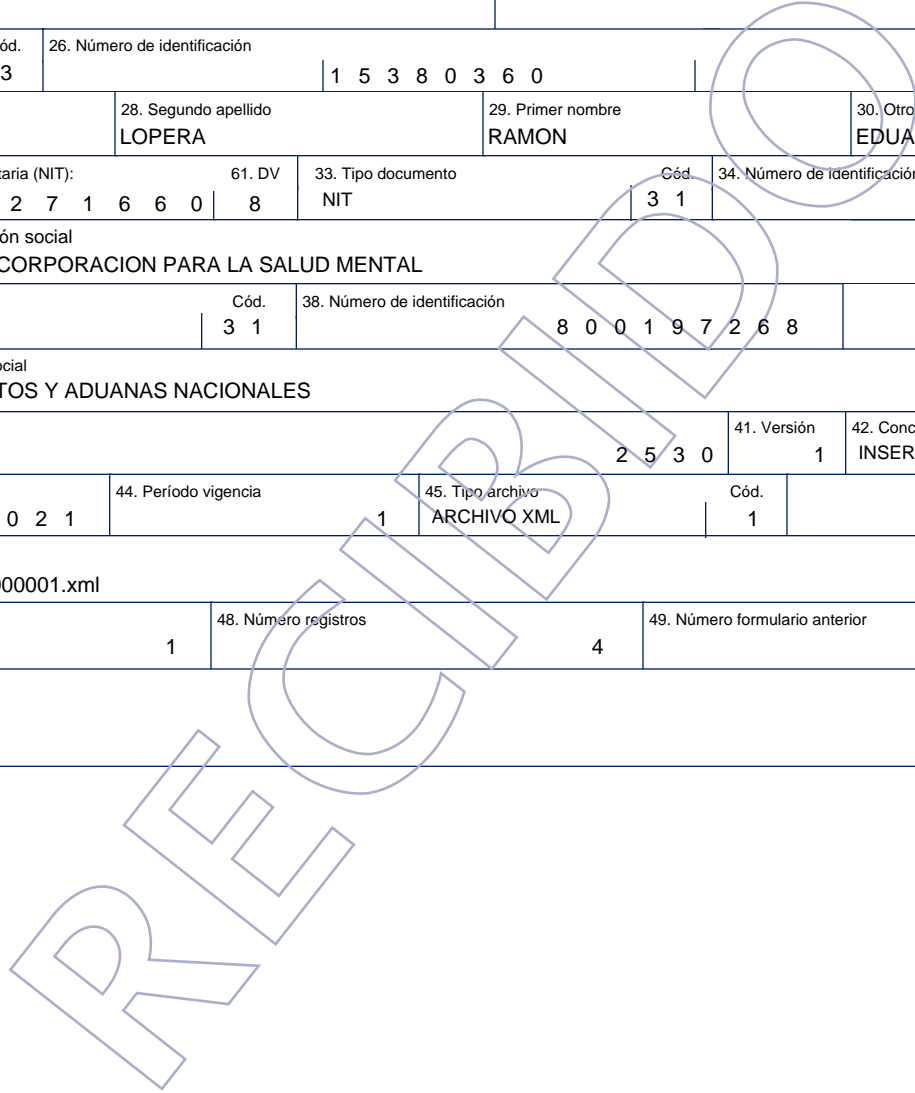 ód. 26. Número de identificación
3 1 5 3 8 0 3 6 0
28. Segundo apellido 29. Primer nombre 30. Otro
LOPERA RAMON EDUA
taria (NIT): 61. DV 33. Tipo documento Cód. 34. Número de identificación
2 7 1 6 6 0 8 NIT 3 1
ón social
CORPORACION PARA LA SALUD MENTAL
Cód. 38. Número de identificación
3 1 8 0 0 1 9 7 2 6 8
ocial
TOS Y ADUANAS NACIONALES
41. Versión 42. Conc
2 5 3 0 1 INSER
44. Período vigencia 45. Tipo archivo Cód.
0 2 1 1 ARCHIVO XML 1
000001.xml
48. Número registros 49. Número formulario anterior
1 4
RECIBIDO